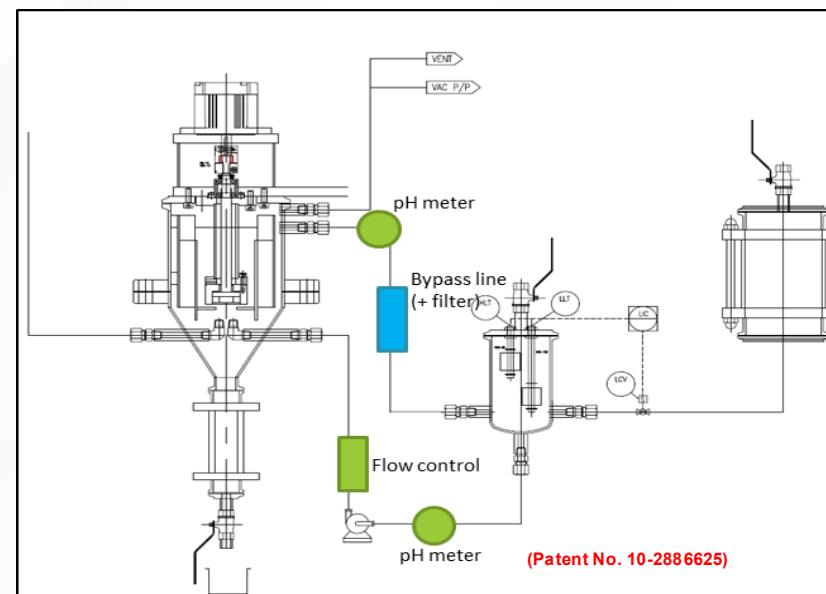 VENT
VAC P/P
pH meter
Bypass line
(+ filter)
HLT
LLT
LIC
LCV
Flow control
pH meter
(Patent No. 10-2886625)